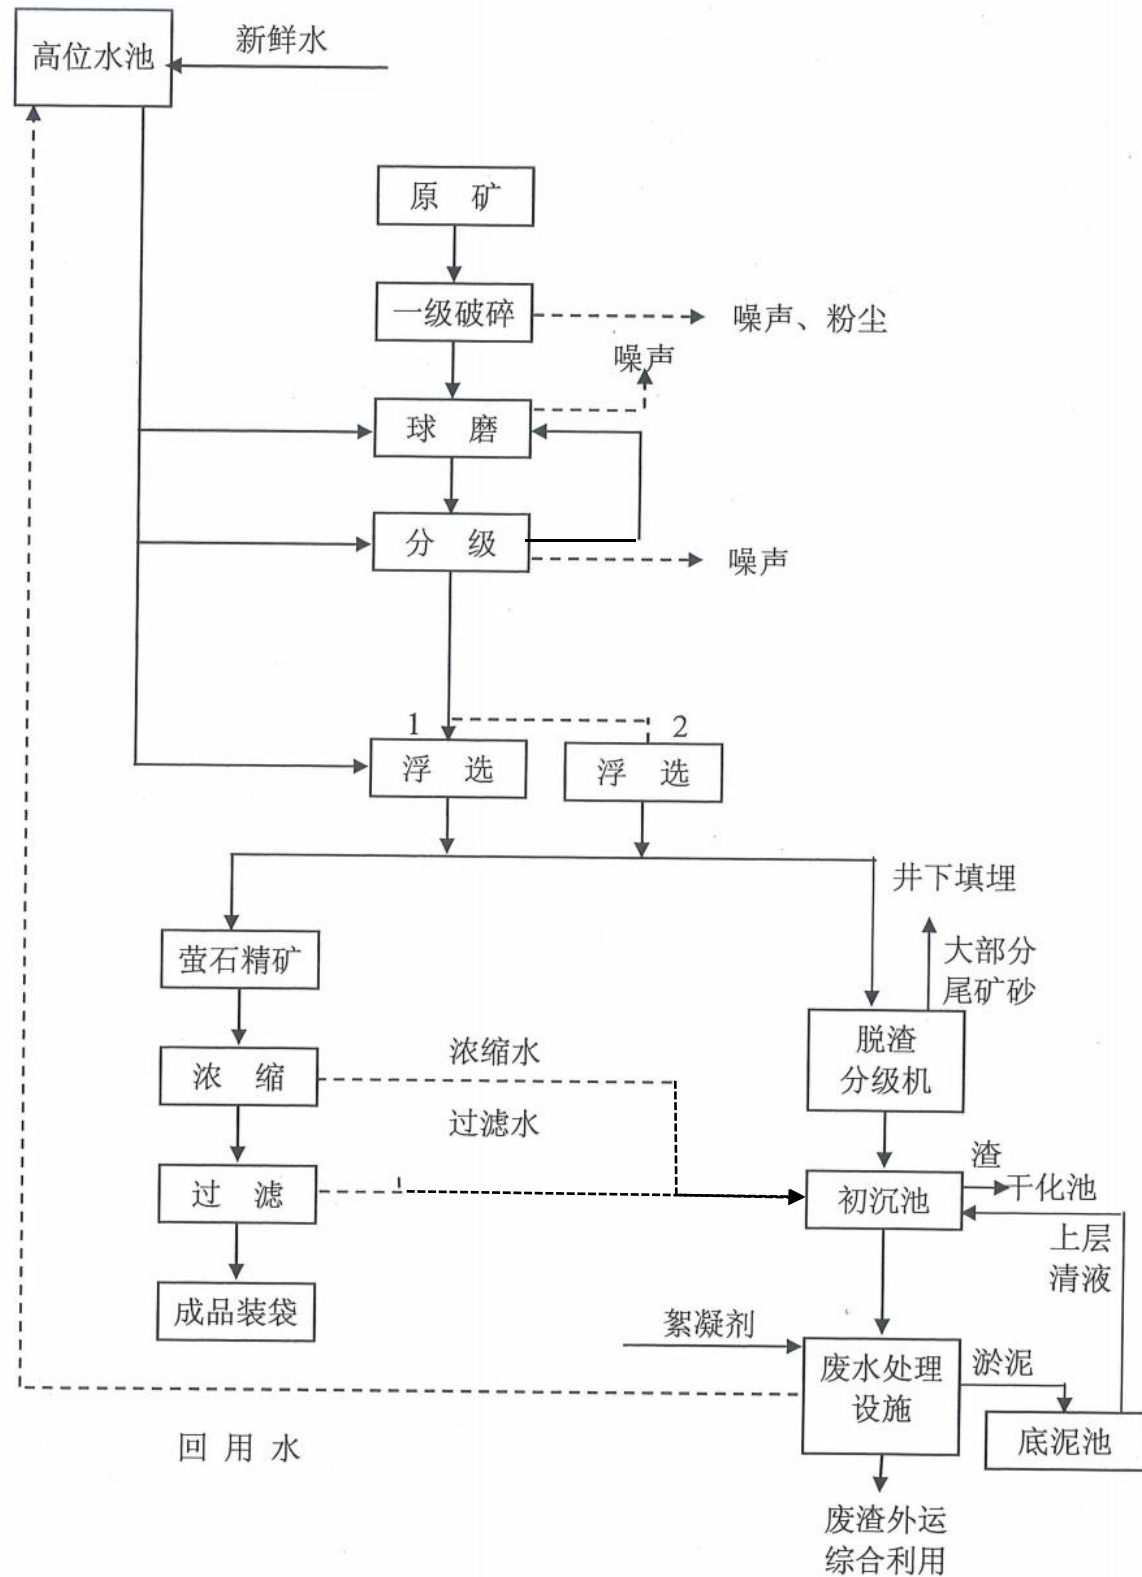 新鲜水
高位水池
原 矿
一级破碎
噪声、粉尘
噪声
球 磨
分 级
噪声
1
2
浮 选
浮 选
井下填埋
大部分
尾矿砂
萤石精矿
脱渣
分级机
浓缩水
浓 缩
过滤水
渣
干化池
过 滤
初沉池
上层
清液
成品装袋
絮凝剂
废水处理
设施
淤泥
底泥池
回 用 水
废渣外运
综合利用